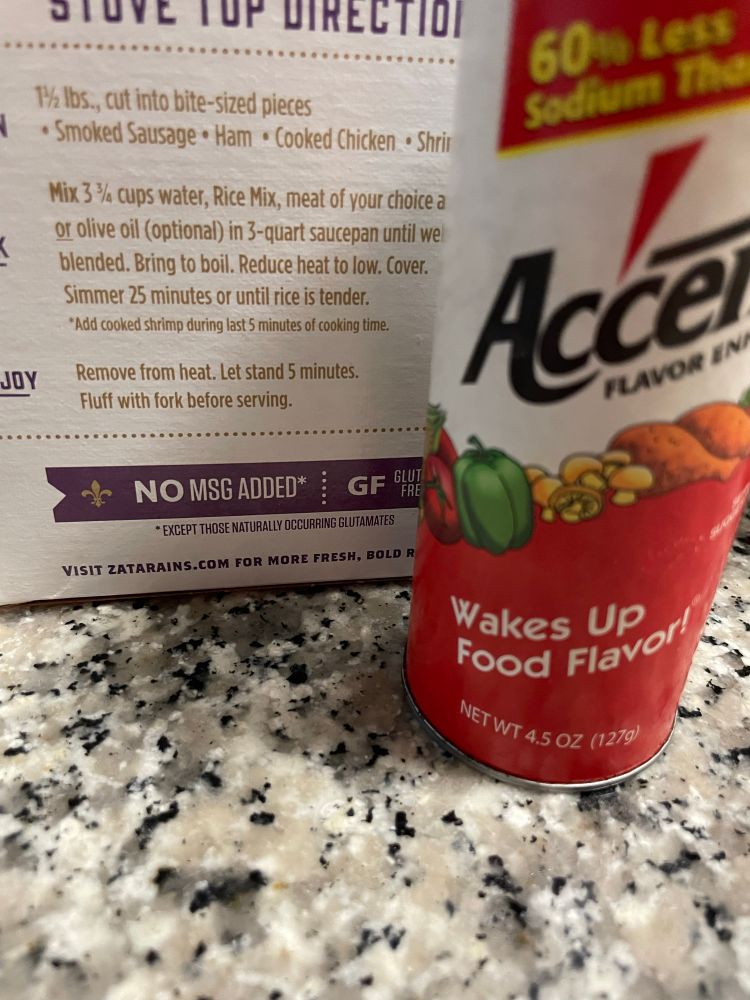 STOVE TOP
1½ lbs., cut into bite-sized pieces
• Smoked Sausage • Ham • Cooked Chicken •
Mix 3 ¾ cups water, Rice Mix, meat of your choice
or olive oil (optional) in 3-quart saucepan until
blended. Bring to boil. Reduce heat to low. Cover.
Simmer 25 minutes or until rice is tender.
*Add cooked shrimp during last 5 minutes of cooking time.
JOY
Remove from heat. Let stand 5 minutes.
Fluff with fork before serving.
NO MSG ADDED*
GF
* EXCEPT THOSE NATURALLY OCCURRING GLUTAMATES
VISIT ZATARAINS.COM FOR MORE FRESH, BOLD
60% Less
Sodium
Accen
FLAVOR
Wakes Up
Food Flavor!
NET WT 4.5 OZ (127g)